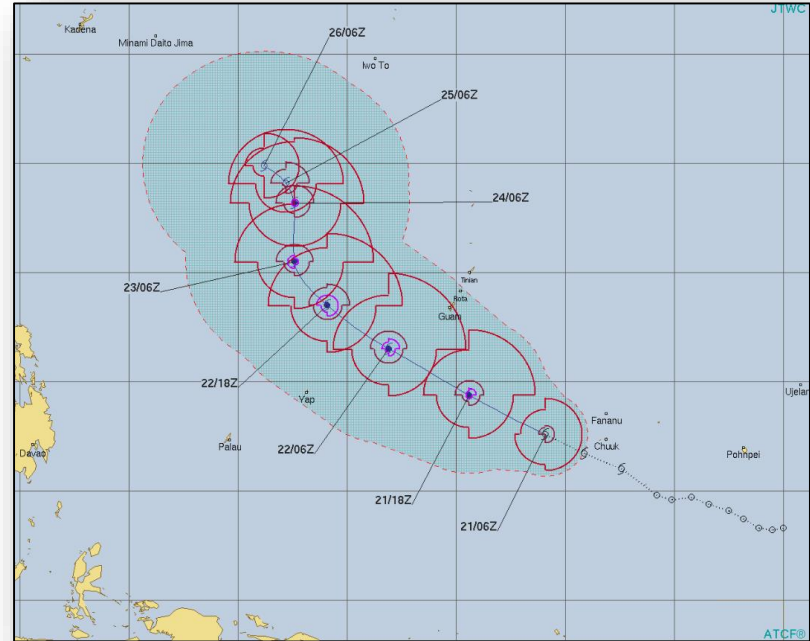 JTWC
Kadena
Minami Daito Jima
26/06Z
Iwo To
25/06Z
24/06Z
Tinian
Rota
Guam
23/06Z
22/18Z
Yap
Ujelan
Fananu
22/06Z
Chuuk
Palau
Davao
Pohnpei
21/18Z
21/06Z
ATCF®